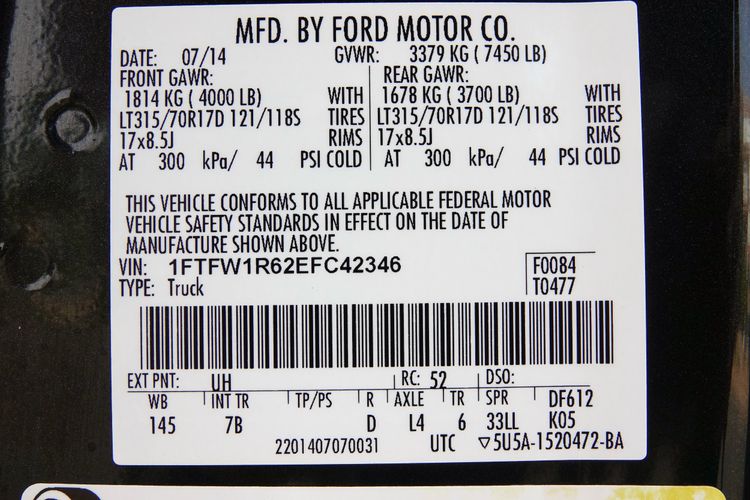 MFD. BY FORD MOTOR CO.
DATE: 07/14 GVWR: 3379 KG ( 7450 LB)
FRONT GAWR: REAR GAWR:
1814 KG ( 4000 LB) WITH 1678 KG ( 3700 LB) WITH
LT315/70R17D 121/118S TIRES LT315/70R17D 121/118S TIRES
17x8.5J RIMS 17x8.5J RIMS
AT 300 kPa/ 44 PSI COLD AT 300 kPa/ 44 PSI COLD
THIS VEHICLE CONFORMS TO ALL APPLICABLE FEDERAL MOTOR
VEHICLE SAFETY STANDARDS IN EFFECT ON THE DATE OF
MANUFACTURE SHOWN ABOVE.
VIN: 1FTFW1R62EFC42346 F0084
TYPE: Truck T0477
EXT PNT: UH RC: 52 DSO:
WB INT TR TP/PS R AXLE TR SPR DF612
145 7B D L4 6 33LL K05
2201407070031 UTC ▽5U5A-1520472-BA